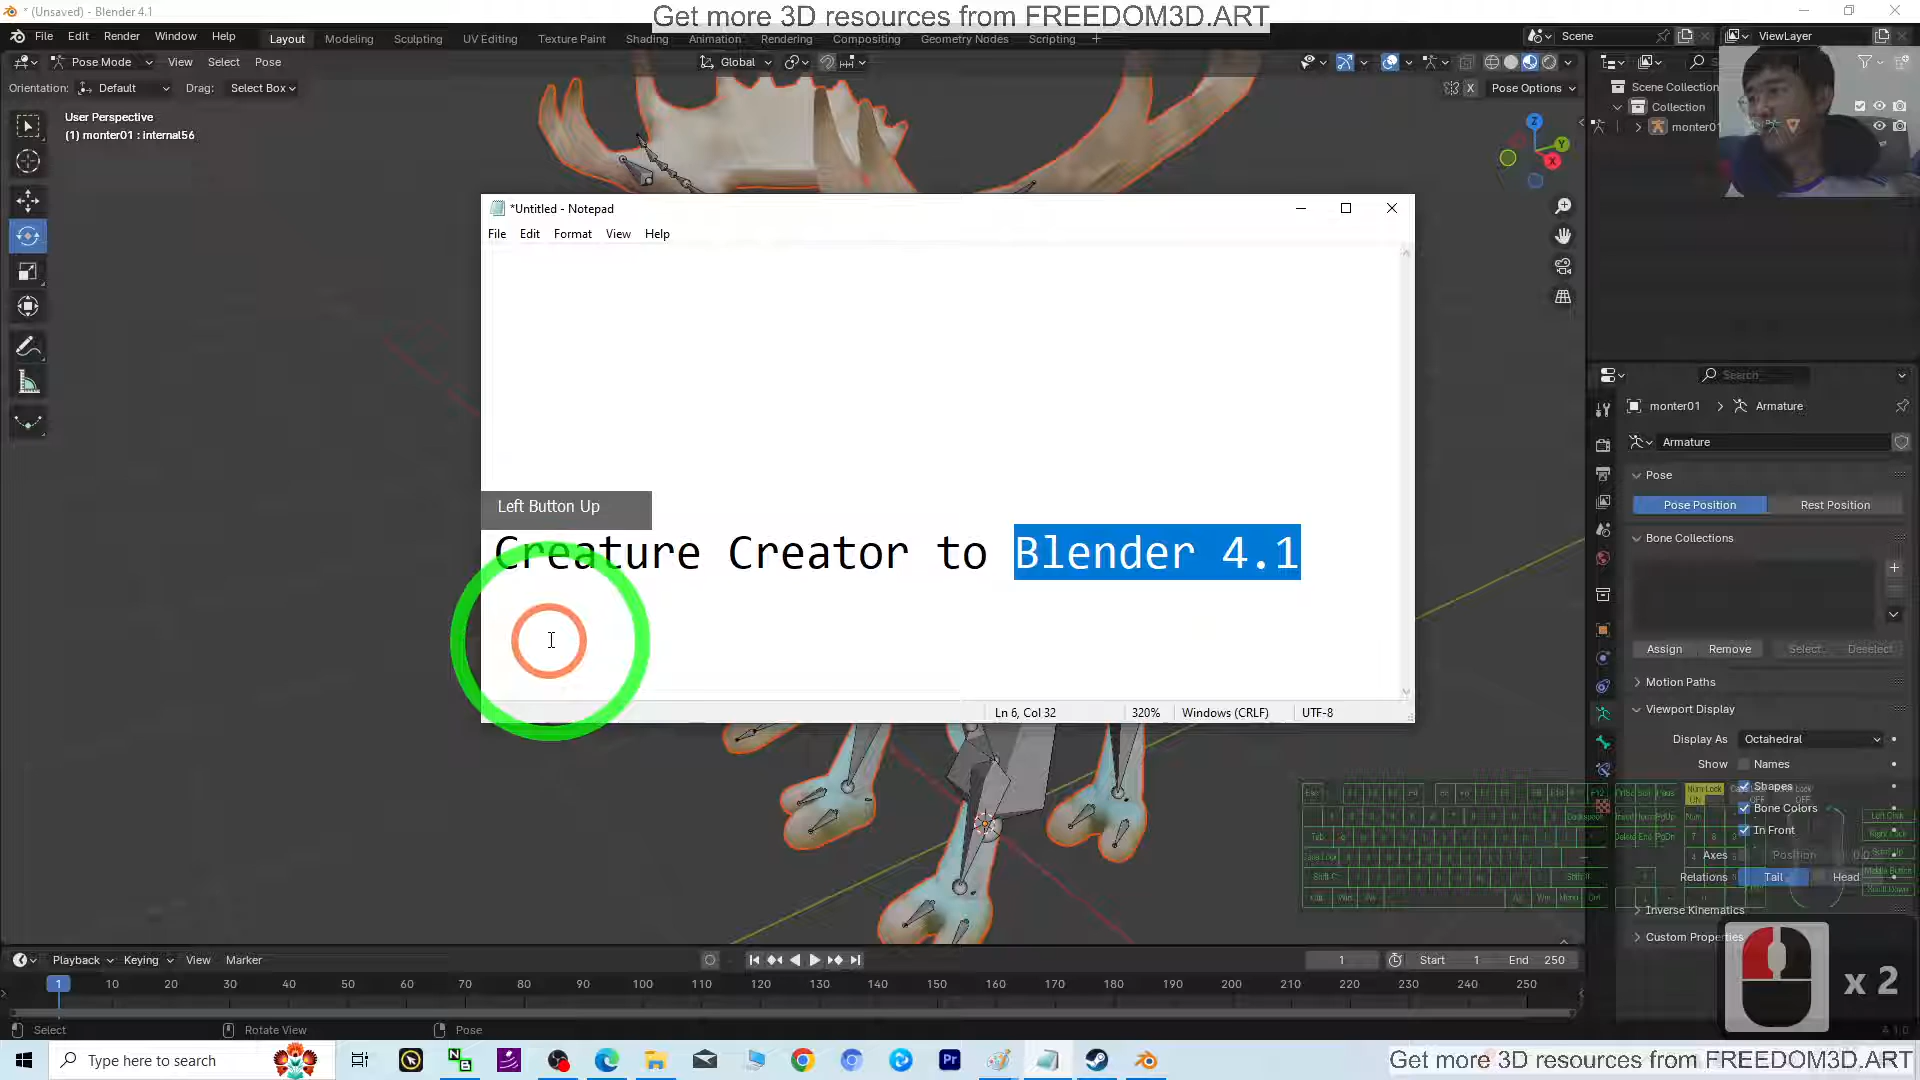 * (Unsaved) - Blender 4.1
Get more 3D resources from FREEDOM3D.ART
File Edit Render Window Help
Layout Modeling Sculpting UV Editing Texture Paint Shading Animation Rendering Compositing Geometry Nodes Scripting +
Scene
ViewLayer
Pose Mode View Select Pose
Global
Orientation: Default Drag: Select Box
X Pose Options
User Perspective
(1) monter01 : internal56
Scene Collection
Collection
monter01
Z
Y
X
*Untitled - Notepad
File Edit Format View Help
Left Button Up
Creature Creator to Blender 4.1
Ln 6, Col 32 320% Windows (CRLF) UTF-8
Search
monter01 > Armature
Armature
Pose
Pose Position Rest Position
Bone Collections
Assign Remove Select Deselect
Motion Paths
Viewport Display
Display As Octahedral
Show Names
Shapes
Bone Colors
In Front
Axes Position 0.0
Relations Tail Head
Inverse Kinematics
Custom Properties
x 2
Playback Keying View Marker
1 Start 1 End 250
1 10 20 30 40 50 60 70 80 90 100 110 120 130 140 150 160 170 180 190 200 210 220 230 240 250
Select Rotate View Pose
4.1.0
Type here to search
Get more 3D resources from FREEDOM3D.ART